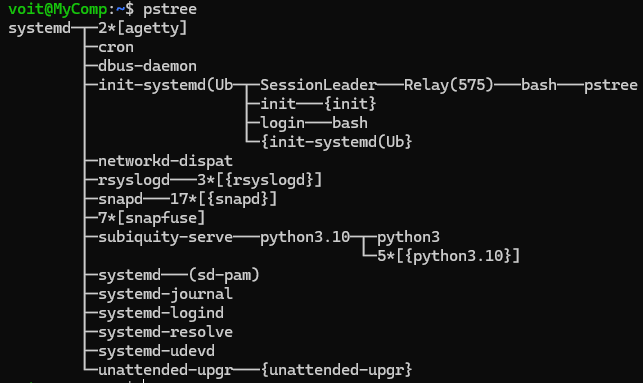 voit@MyComp:~$ pstree
systemd─┬─2*[agetty]
        ├─cron
        ├─dbus-daemon
        ├─init-systemd(Ub─┬─SessionLeader───Relay(575)───bash───pstree
        │                 ├─init───{init}
        │                 ├─login───bash
        │                 └─{init-systemd(Ub}
        ├─networkd-dispat
        ├─rsyslogd───3*[{rsyslogd}]
        ├─snapd───17*[{snapd}]
        ├─7*[snapfuse]
        ├─subiquity-serve───python3.10─┬─python3
        │                              └─5*[{python3.10}]
        ├─systemd───(sd-pam)
        ├─systemd-journal
        ├─systemd-logind
        ├─systemd-resolve
        ├─systemd-udevd
        └─unattended-upgr───{unattended-upgr}